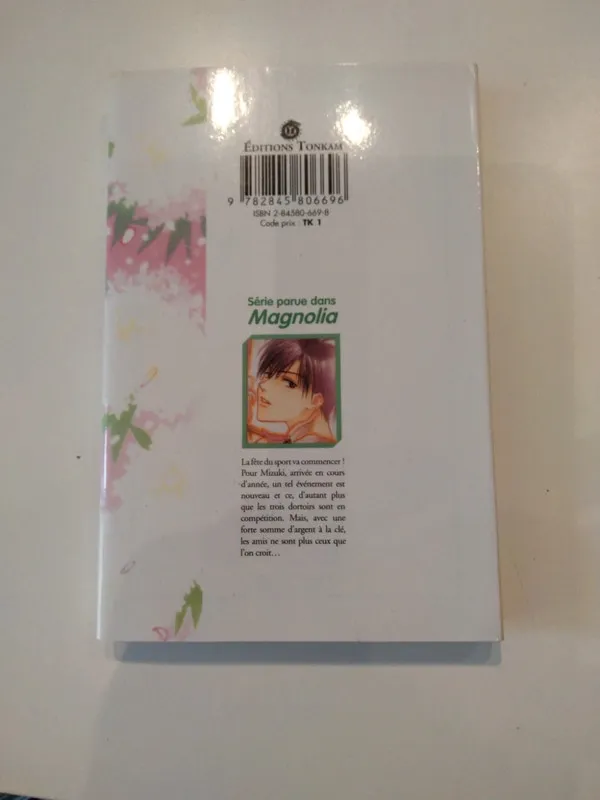 ÉDITIONS TONKAM
9 782845 806696
ISBN 2-84580-669-8
Code prix : TK 1
Série parue dans
Magnolia
La fête du sport va commencer !
Pour Mizuki, arrivée en cours
d'année, un tel événement est
nouveau et ce, d'autant plus
que les trois dortoirs sont en
compétition. Mais, avec une
forte somme d'argent à la clé,
les amis ne sont plus ceux que
l'on croit...